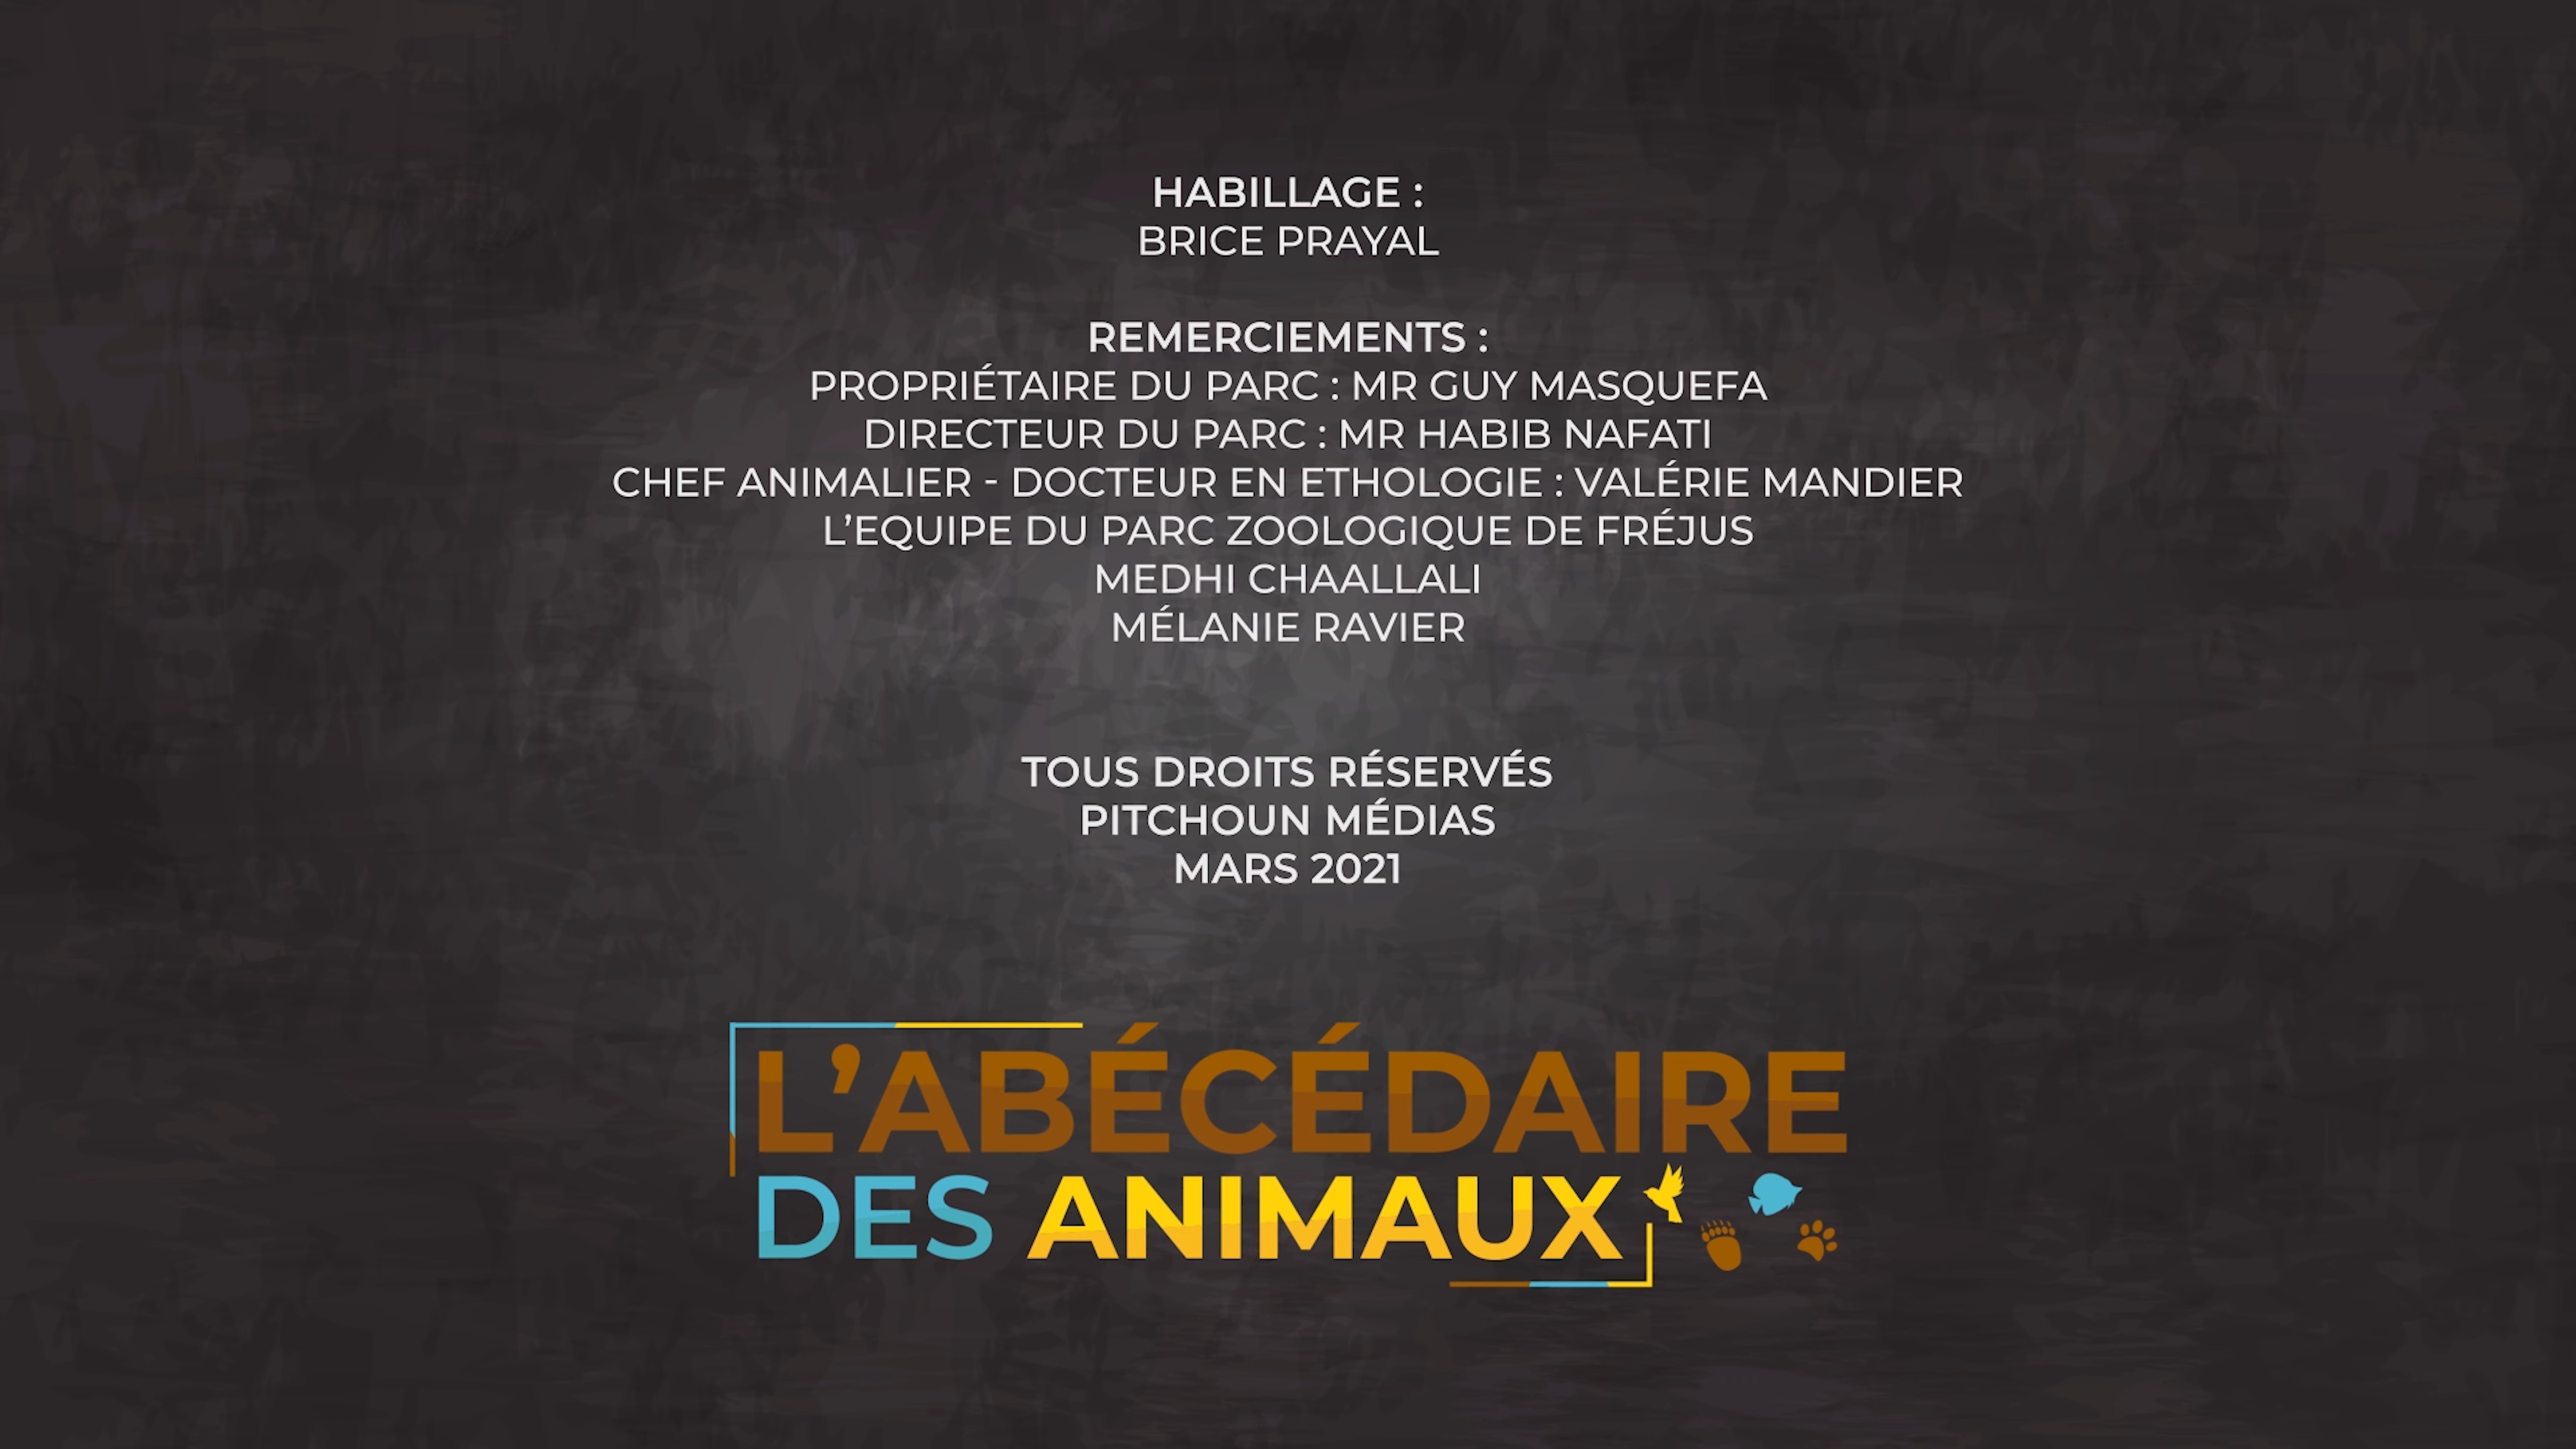 HABILLAGE :
BRICE PRAYAL
REMERCIEMENTS :
PROPRIÉTAIRE DU PARC : MR GUY MASQUEFA
DIRECTEUR DU PARC : MR HABIB NAFATI
CHEF ANIMALIER - DOCTEUR EN ETHOLOGIE : VALÉRIE MANDIER
L’EQUIPE DU PARC ZOOLOGIQUE DE FRÉJUS
MEDHI CHAALLALI
MÉLANIE RAVIER
TOUS DROITS RÉSERVÉS
PITCHOUN MÉDIAS
MARS 2021
L’ABÉCÉDAIRE
DES ANIMAUX